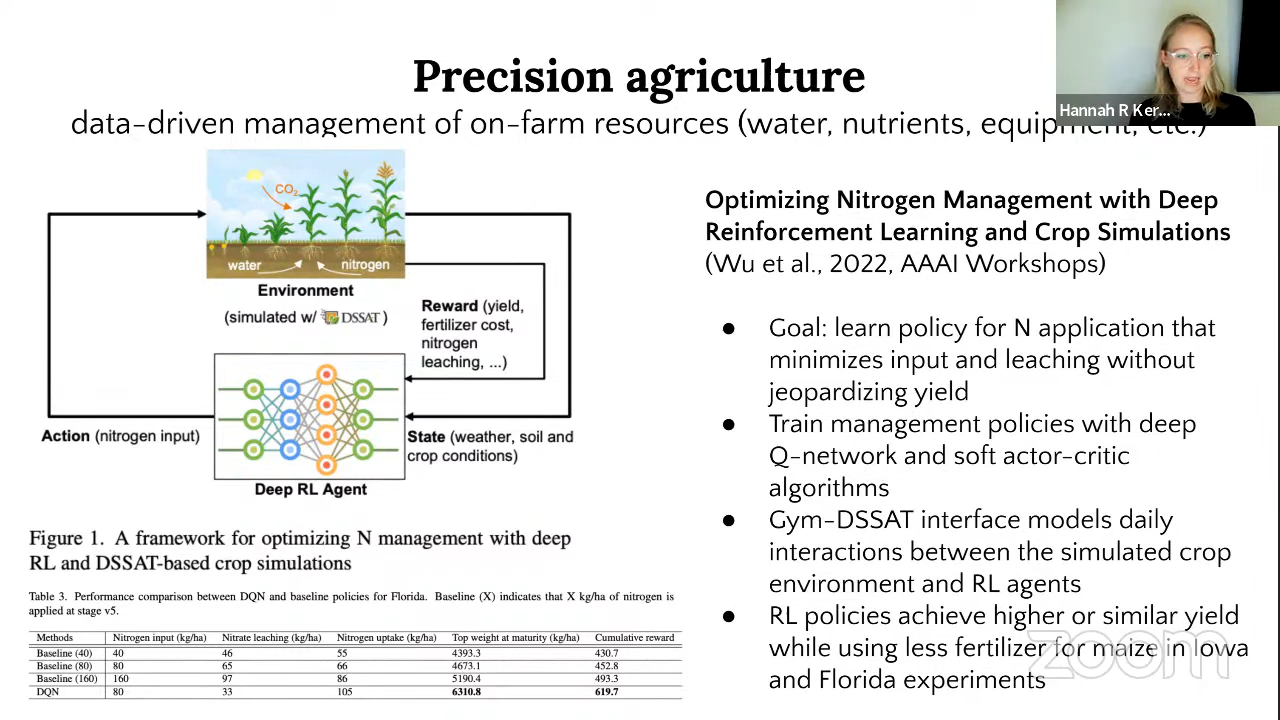 Precision agriculture
data-driven management of on-farm resources (water, nutrients, equipment, etc.)
Hannah R Ker...
CO2
water
nitrogen
Environment
(simulated w/ DSSAT )
Reward (yield,
fertilizer cost,
nitrogen
leaching, ...)
Action (nitrogen input)
State (weather, soil and
crop conditions)
Deep RL Agent
Figure 1. A framework for optimizing N management with deep
RL and DSSAT-based crop simulations
Table 3. Performance comparison between DQN and baseline policies for Florida. Baseline (X) indicates that X kg/ha of nitrogen is
applied at stage v5.
Methods Nitrogen input (kg/ha) Nitrate leaching (kg/ha) Nitrogen uptake (kg/ha) Top weight at maturity (kg/ha) Cumulative reward
Baseline (40) 40 46 55 4393.3 430.7
Baseline (80) 80 65 66 4673.1 452.8
Baseline (160) 160 97 86 5190.4 493.3
DQN 80 33 105 6310.8 619.7
Optimizing Nitrogen Management with Deep
Reinforcement Learning and Crop Simulations
(Wu et al., 2022, AAAI Workshops)
● Goal: learn policy for N application that
minimizes input and leaching without
jeopardizing yield
● Train management policies with deep
Q-network and soft actor-critic
algorithms
● Gym-DSSAT interface models daily
interactions between the simulated crop
environment and RL agents
● RL policies achieve higher or similar yield
while using less fertilizer for maize in Iowa
and Florida experiments
zoom